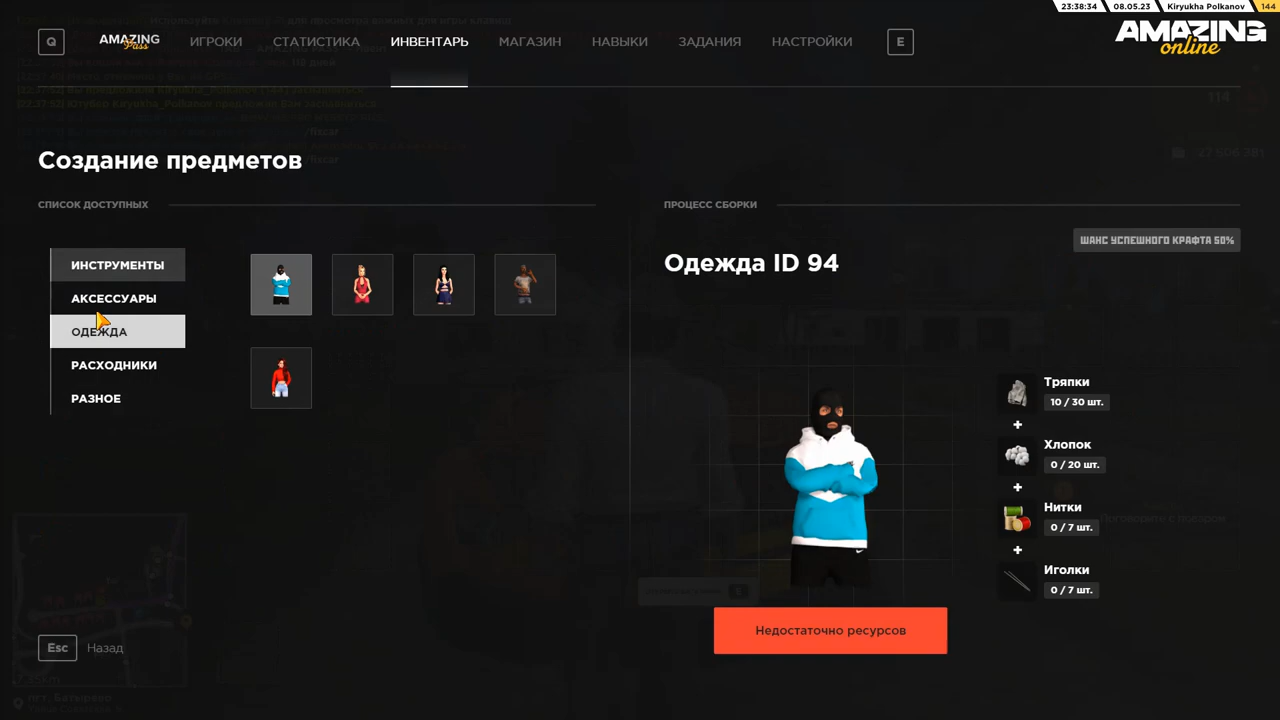 23:38:34 08.05.23 Kiryukha Polkanov 144
Q AMAZING Pass ИГРОКИ СТАТИСТИКА ИНВЕНТАРЬ МАГАЗИН НАВЫКИ ЗАДАНИЯ НАСТРОЙКИ E
AMAZING
online
114
Создание предметов
СПИСОК ДОСТУПНЫХ
ИНСТРУМЕНТЫ
АКСЕССУАРЫ
ОДЕЖДА
РАСХОДНИКИ
РАЗНОЕ
ПРОЦЕСС СБОРКИ
ШАНС УСПЕШНОГО КРАФТА 50%
Одежда ID 94
Тряпки
10 / 30 шт.
+
Хлопок
0 / 20 шт.
+
Нитки
0 / 7 шт.
+
Иголки
0 / 7 шт.
Недостаточно ресурсов
Esc Назад
пгт. Батырево